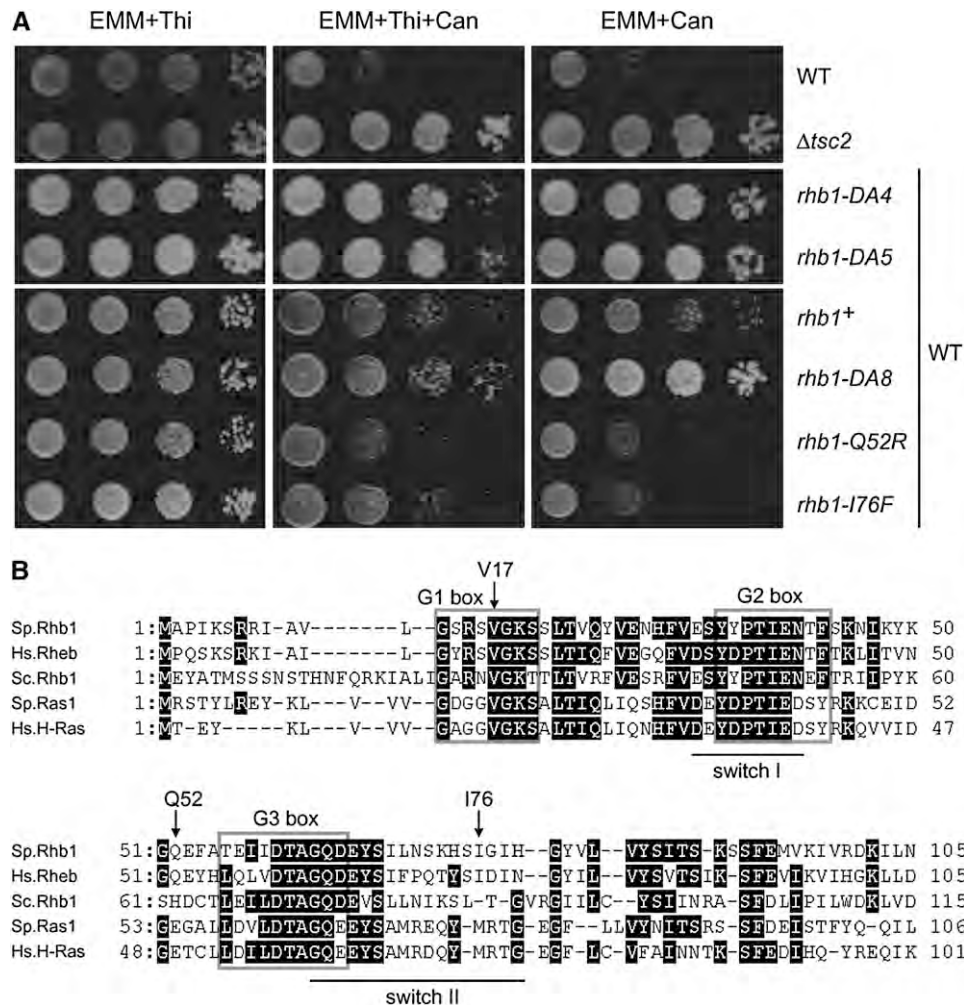 A
EMM+Thi EMM+Thi+Can EMM+Can
WT
Δtsc2
rhb1-DA4
rhb1-DA5
rhb1+
rhb1-DA8
rhb1-Q52R
rhb1-I76F
WT
B
V17
G1 box G2 box
Sp.Rhb1 1:MAPIKSRRI-AV-------L--GSRSVGKSSLTVQYVENHFVESYYPTIENTFSKNIKYK 50
Hs.Rheb 1:MPQSKSRKI-AI-------L--GYRSVGKSSLTIQFVEGQFVDSYDPTIENTFTKLITVN 50
Sc.Rhb1 1:MEYATMSSSNSTHNFQRKIALIGARNVGKTTLTVRFVESRFVESYYPTIENEFTRIIPYK 60
Sp.Ras1 1:MRSTYLREY-KL--V--VV---GDGGVGKSALTIQLIQSHFVDEYDPTIEDSYRKKCEID 52
Hs.H-Ras 1:MT-EY----KL---V--VV---GAGGVGKSALTIQLIQNHFVDEYDPTIEDSYRKQVVID 47
switch I
Q52 G3 box I76
Sp.Rhb1 51:GQEFATEIIDTAGQDEYSILNSKHSIGIH-GYVL--VYSITS-KSSFEMVKIVRDKILN 105
Hs.Rheb 51:GQEYHLQLVDTAGQDEYSIFPQTYSIDIN-GYIL--VYSVTSIK-SFEVIKVIHGKLLD 105
Sc.Rhb1 61:SHDCTLEILDTAGQDEVSLLNIKSL-T-GVRGIILC-YSIINRA-SFDLIPILWDKLVD 115
Sp.Ras1 53:GEGALLDVLDTAGQEEYSAMREQY-MRTG-EGF--LLVYNITSRS-SFDEISTFYQ-QIL 106
Hs.H-Ras 48:GETCLLDILDTAGQEEYSAMRDQY-MRTG-EGF-LC-VFAINNTK-SFEDIHQ-YREQIK 101
switch II